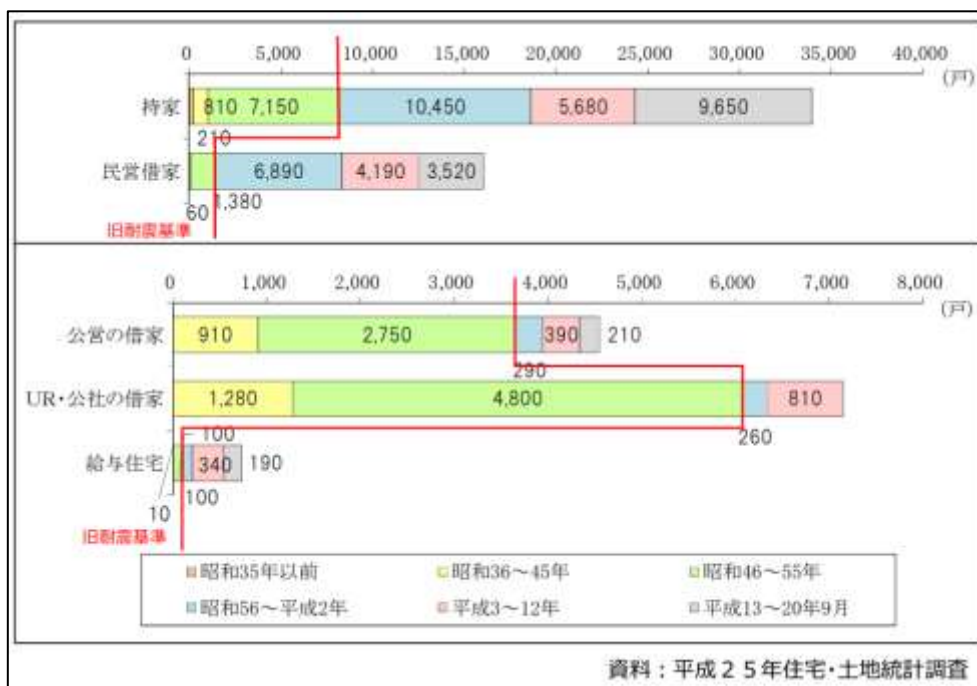 0 5,000 10,000 15,000 20,000 25,000 30,000 35,000 40,000
(戸)
持家 810 7,150 10,450 5,680 9,650
210
民営借家 6,890 4,190 3,520
60 1,380
旧耐震基準
0 1,000 2,000 3,000 4,000 5,000 6,000 7,000 8,000
(戸)
公営の借家 910 2,750 390 210
290
UR・公社の借家 1,280 4,800 810
100 260
給与住宅 340 190
10 100
旧耐震基準
昭和35年以前 昭和36～45年 昭和46～55年
昭和56～平成2年 平成3～12年 平成13～20年9月
資料：平成２５年住宅・土地統計調査